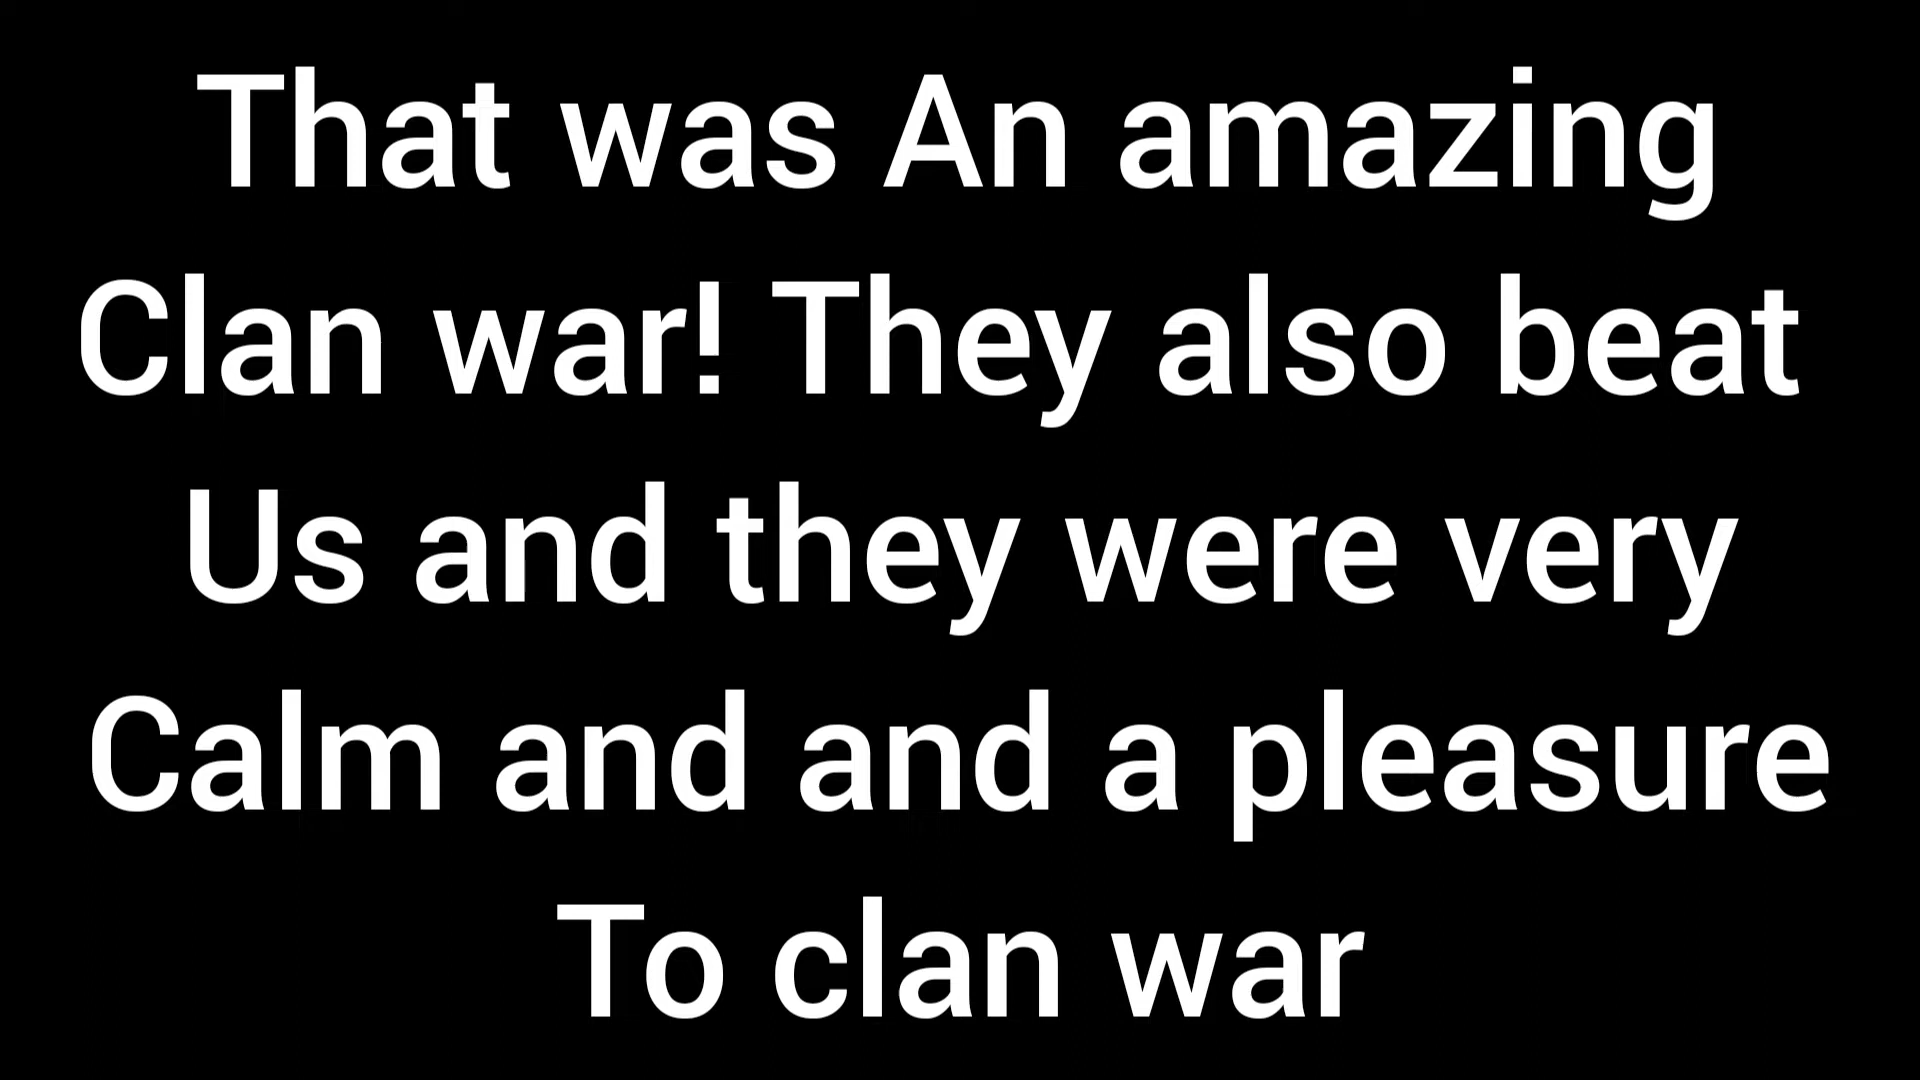 That was An amazing
Clan war! They also beat
Us and they were very
Calm and and a pleasure
To clan war